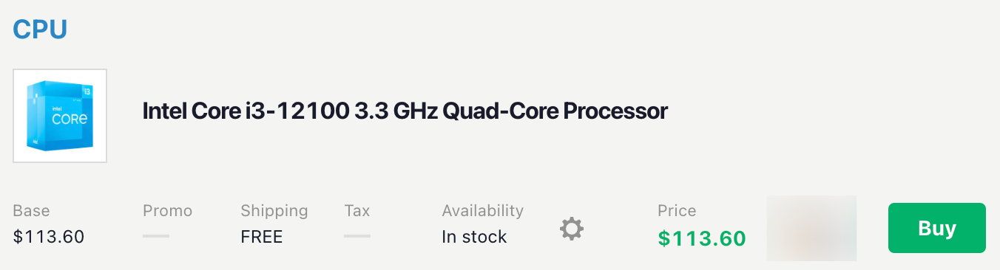 CPU
i3
intel
CORE
intel
Intel Core i3-12100 3.3 GHz Quad-Core Processor
Base Promo Shipping Tax Availability Price
$113.60 FREE In stock $113.60
Buy